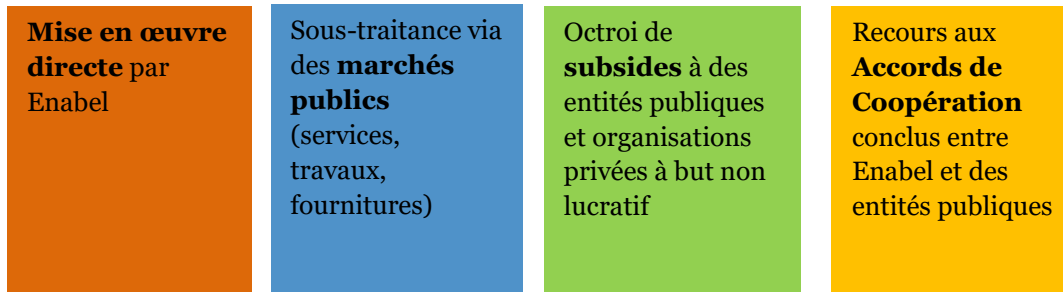 Mise en œuvre
directe par
Enabel
Sous-traitance via
des marchés
publics
(services,
travaux,
fournitures)
Octroi de
subsides à des
entités publiques
et organisations
privées à but non
lucratif
Recours aux
Accords de
Coopération
conclus entre
Enabel et des
entités publiques